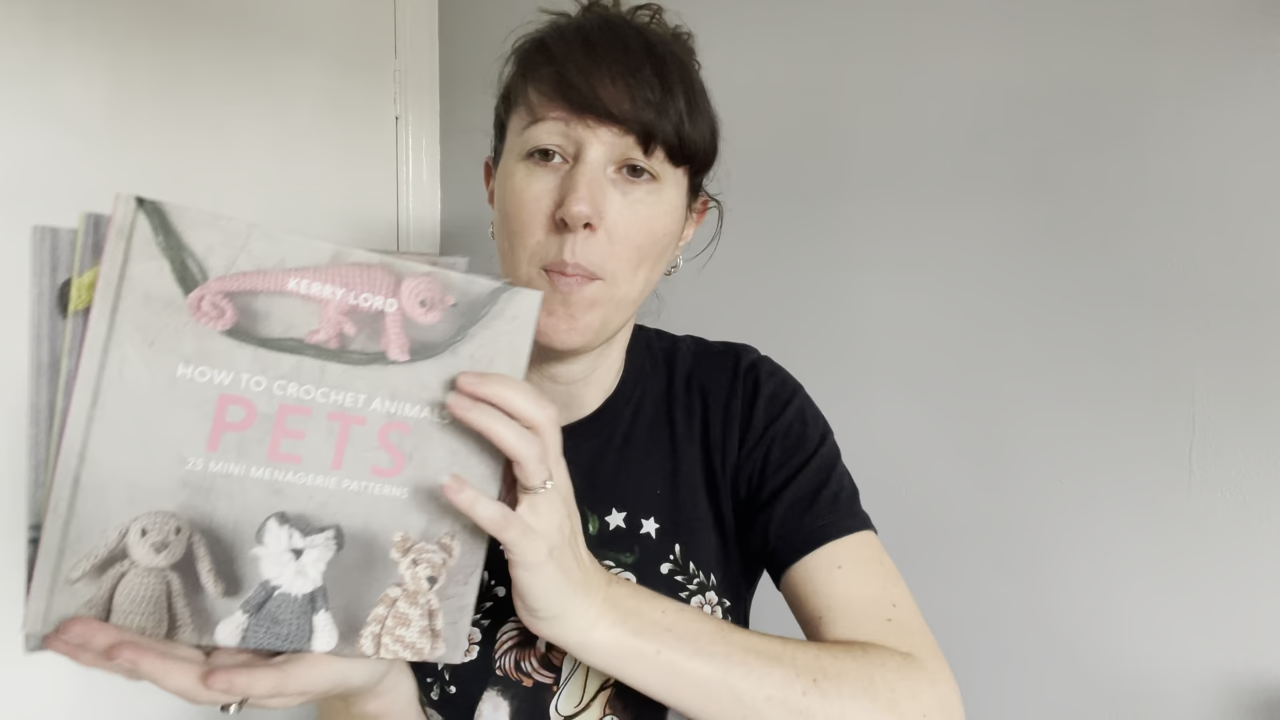 KERRY LORD
HOW TO CROCHET ANIMALS
PETS
25 MINI MENAGERIE PATTERNS